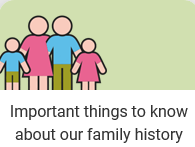 Important things to know
about our family history